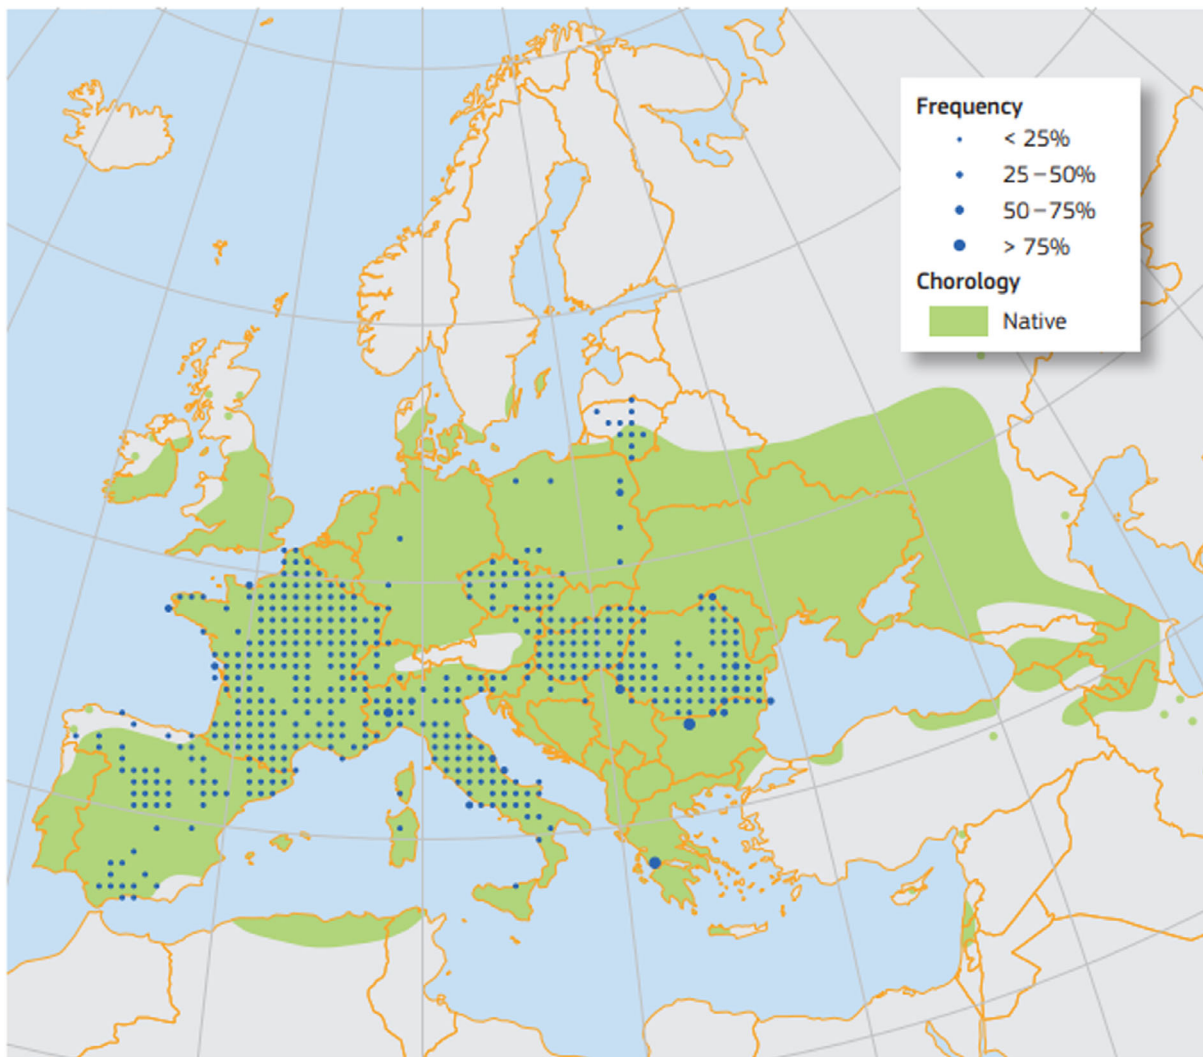 Frequency
< 25%
25 – 50%
50 – 75%
> 75%
Chorology
Native